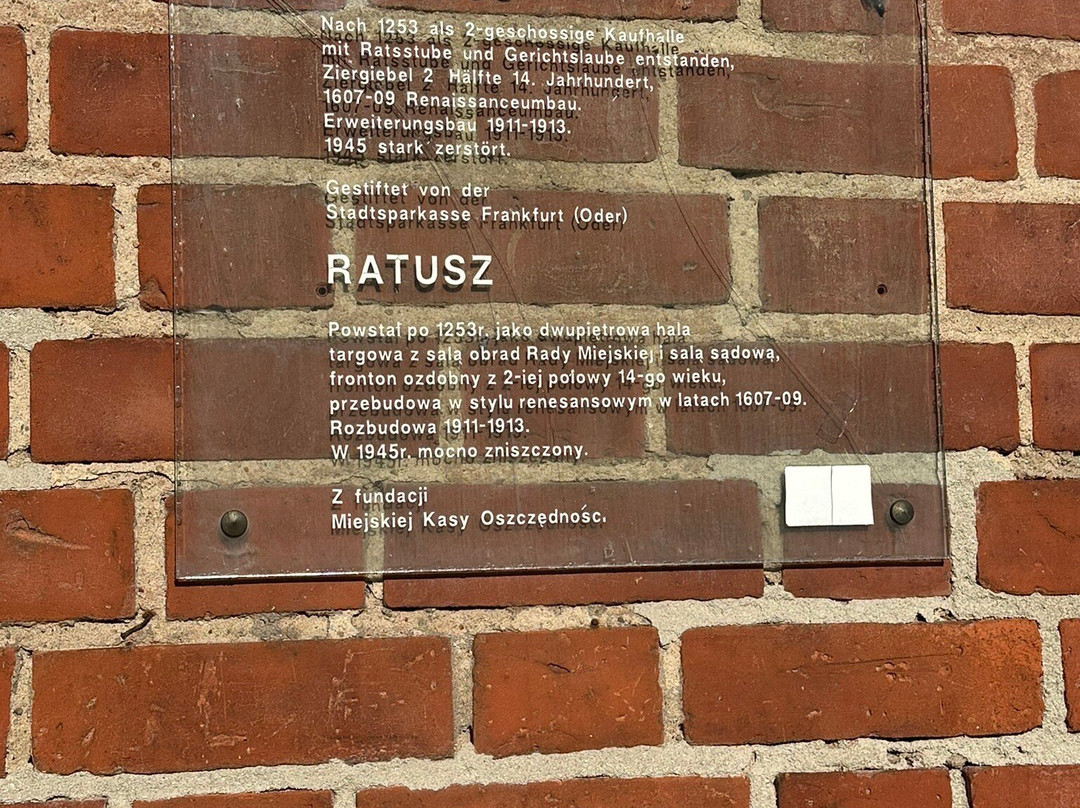 Nach 1253 als 2-geschossige Kaufhalle
mit Ratsstube und Gerichtslaube entstanden,
Ziergiebel 2 Hälfte 14. Jahrhundert,
1607-09 Renaissanceumbau.
Erweiterungsbau 1911-1913.
1945 stark zerstört.
Gestiftet von der
Stadtsparkasse Frankfurt (Oder)
RATUSZ
Powstał po 1253r. jako dwupiętrowa hala
targowa z salą obrad Rady Miejskiej i salą sądową,
fronton ozdobny z 2-iej połowy 14-go wieku,
przebudowa w stylu renesansowym w latach 1607-09.
Rozbudowa 1911-1913.
W 1945r. mocno zniszczony.
Z fundacji
Miejskiej Kasy Oszczędnośc.